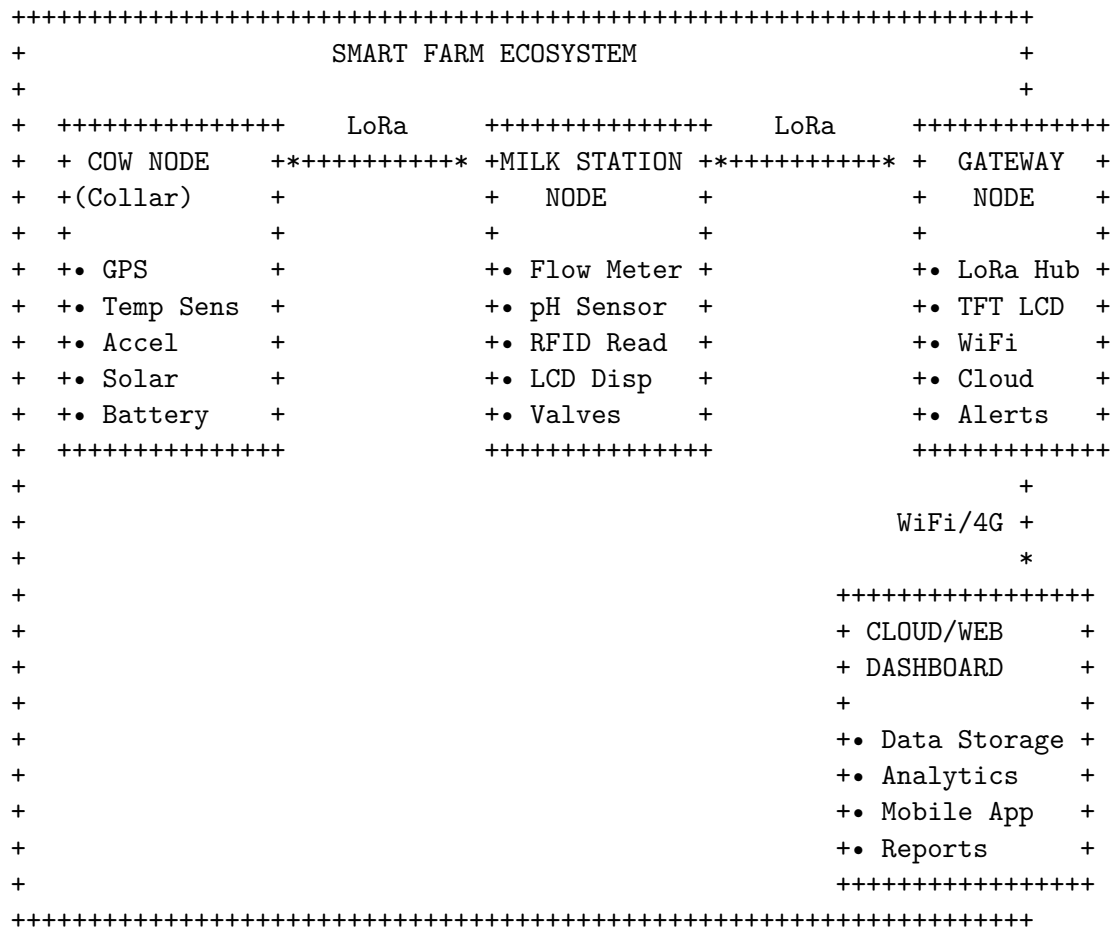 +++++++++++++++++++++++++++++++++++++++++++++++++++++++++++++++++++
+                    SMART FARM ECOSYSTEM                         +
+                                                                 +
+  +++++++++++++++    LoRa     +++++++++++++++    LoRa     +++++++++++++
+  + COW NODE    +*++++++++++* +MILK STATION +*++++++++++* +  GATEWAY  +
+  +(Collar)     +             +   NODE      +             +   NODE    +
+  +             +             +             +             +           +
+  +• GPS        +             +• Flow Meter +             +• LoRa Hub +
+  +• Temp Sens  +             +• pH Sensor  +             +• TFT LCD  +
+  +• Accel      +             +• RFID Read  +             +• WiFi     +
+  +• Solar      +             +• LCD Disp   +             +• Cloud    +
+  +• Battery    +             +• Valves     +             +• Alerts   +
+  +++++++++++++++             +++++++++++++++             +++++++++++++
+                                                                 +
+                                                         WiFi/4G +
+                                                                 *
+                                                     +++++++++++++++++
+                                                     + CLOUD/WEB     +
+                                                     + DASHBOARD     +
+                                                     +               +
+                                                     +• Data Storage +
+                                                     +• Analytics    +
+                                                     +• Mobile App   +
+                                                     +• Reports      +
+                                                     +++++++++++++++++
+++++++++++++++++++++++++++++++++++++++++++++++++++++++++++++++++++